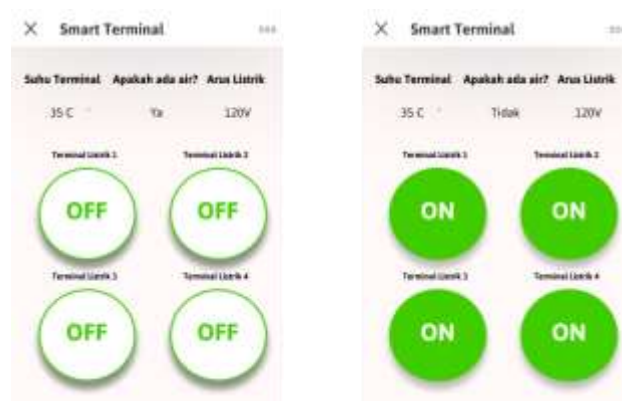 Smart Terminal
Suhu Terminal Apakah ada air? Arus Listrik
35 C Ya 120V
Terminal Listrik 1 Terminal Listrik 2
OFF OFF
Terminal Listrik 3 Terminal Listrik 4
OFF OFF
Smart Terminal
Suhu Terminal Apakah ada air? Arus Listrik
35 C Tidak 120V
Terminal Listrik 1 Terminal Listrik 2
ON ON
Terminal Listrik 3 Terminal Listrik 4
ON ON